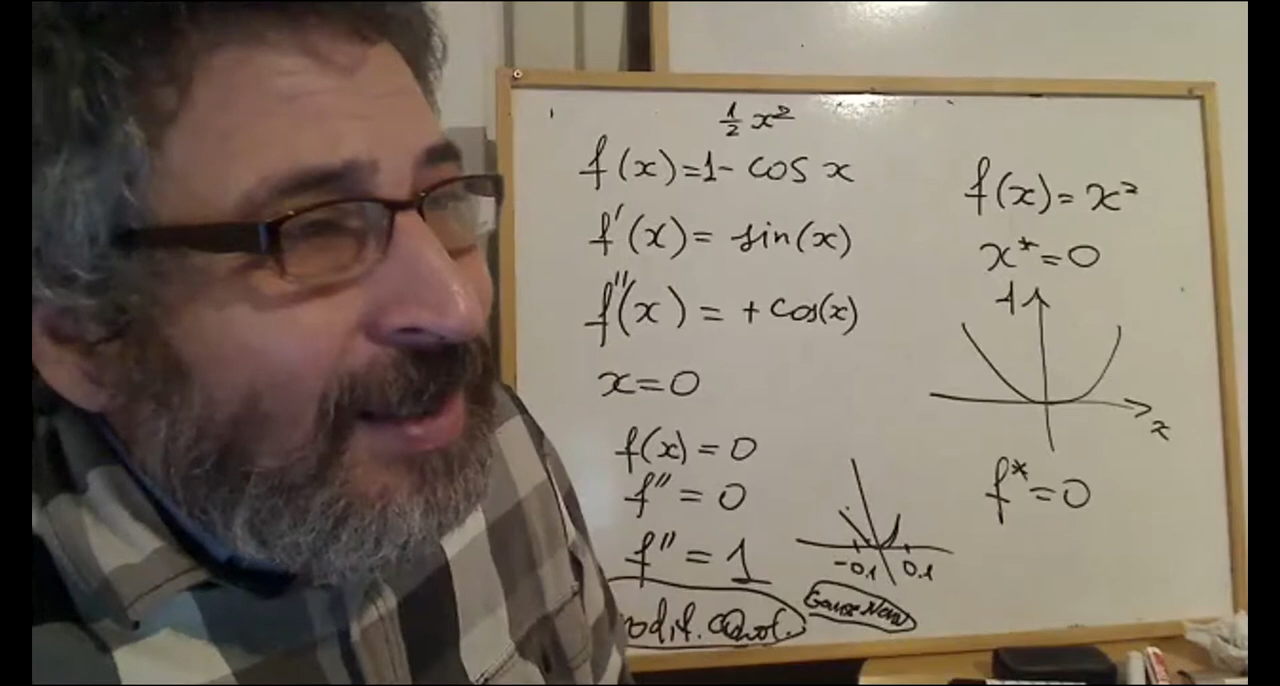 ½ x²
f(x)=1- cos x
f'(x)= sin(x)
f''(x) = + cos(x)
x=0
f(x) = 0
f'' = 0
f'' = 1
f(x) = x²
x*=0
f
x
f*=0
-0.1 0.1